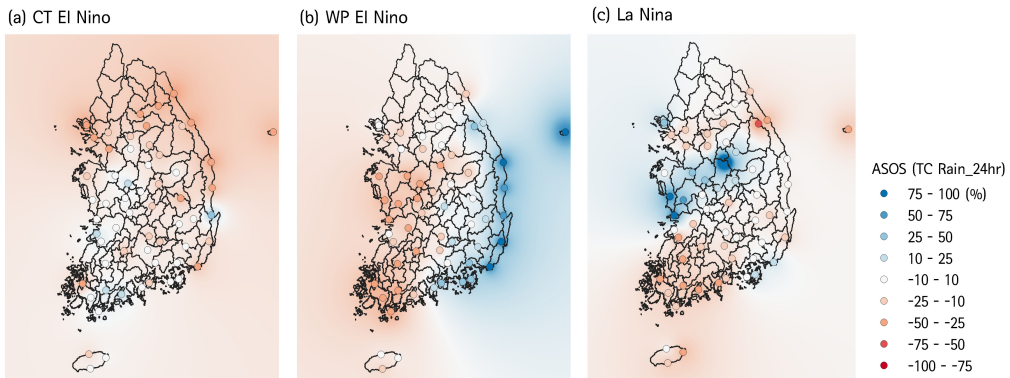 (a) CT El Nino
(b) WP El Nino
(c) La Nina
ASOS (TC Rain_24hr)
75 - 100 (%)
50 - 75
25 - 50
10 - 25
-10 - 10
-25 - -10
-50 - -25
-75 - -50
-100 - -75